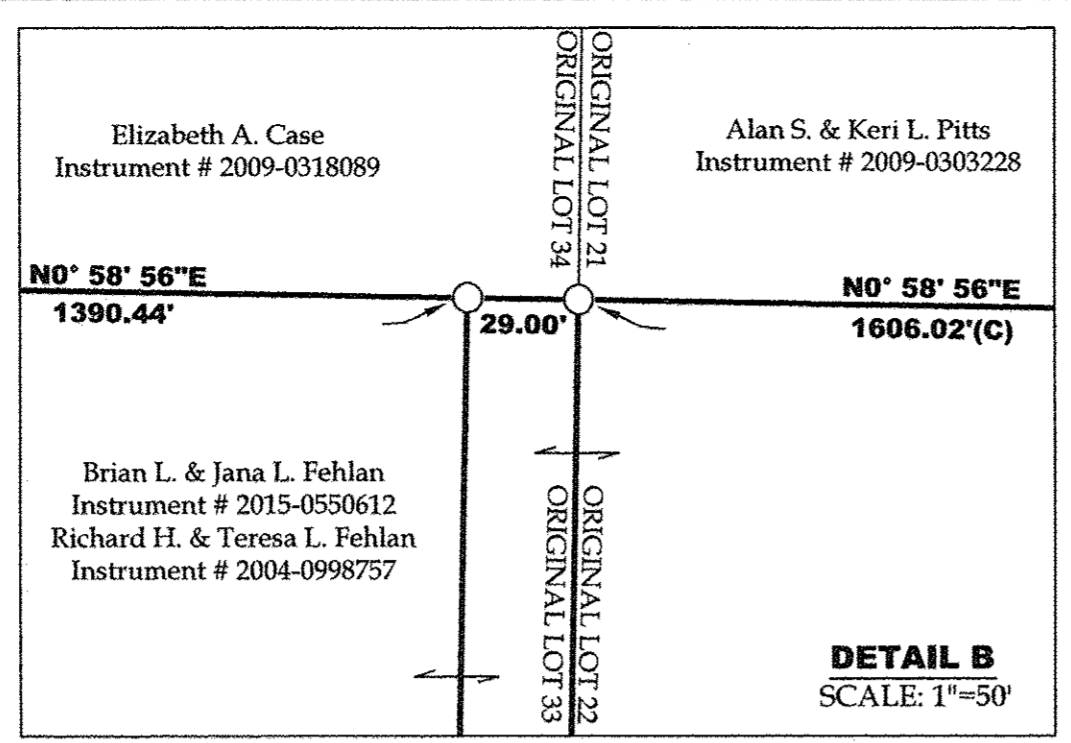 ORIGINAL LOT 21
ORIGINAL LOT 34
Elizabeth A. Case
Instrument # 2009-0318089
Alan S. & Keri L. Pitts
Instrument # 2009-0303228
N0° 58' 56"E
1390.44'
29.00'
N0° 58' 56"E
1606.02'(C)
Brian L. & Jana L. Fehlan
Instrument # 2015-0550612
Richard H. & Teresa L. Fehlan
Instrument # 2004-0998757
ORIGINAL LOT 22
ORIGINAL LOT 33
DETAIL B
SCALE: 1"=50'